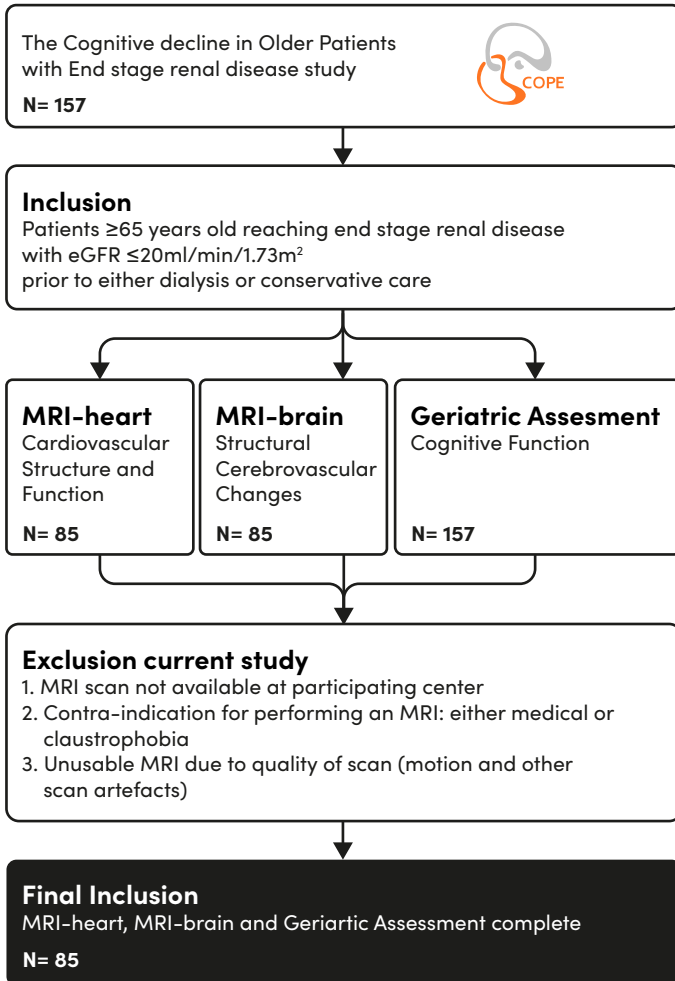 The Cognitive decline in Older Patients
with End stage renal disease study
N= 157
COPE
Inclusion
Patients ≥65 years old reaching end stage renal disease
with eGFR ≤20ml/min/1.73m²
prior to either dialysis or conservative care
MRI-heart
Cardiovascular
Structure and
Function
N= 85
MRI-brain
Structural
Cerebrovascular
Changes
N= 85
Geriatric Assesment
Cognitive Function
N= 157
Exclusion current study
1. MRI scan not available at participating center
2. Contra-indication for performing an MRI: either medical or
claustrophobia
3. Unusable MRI due to quality of scan (motion and other
scan artefacts)
Final Inclusion
MRI-heart, MRI-brain and Geriartic Assessment complete
N= 85